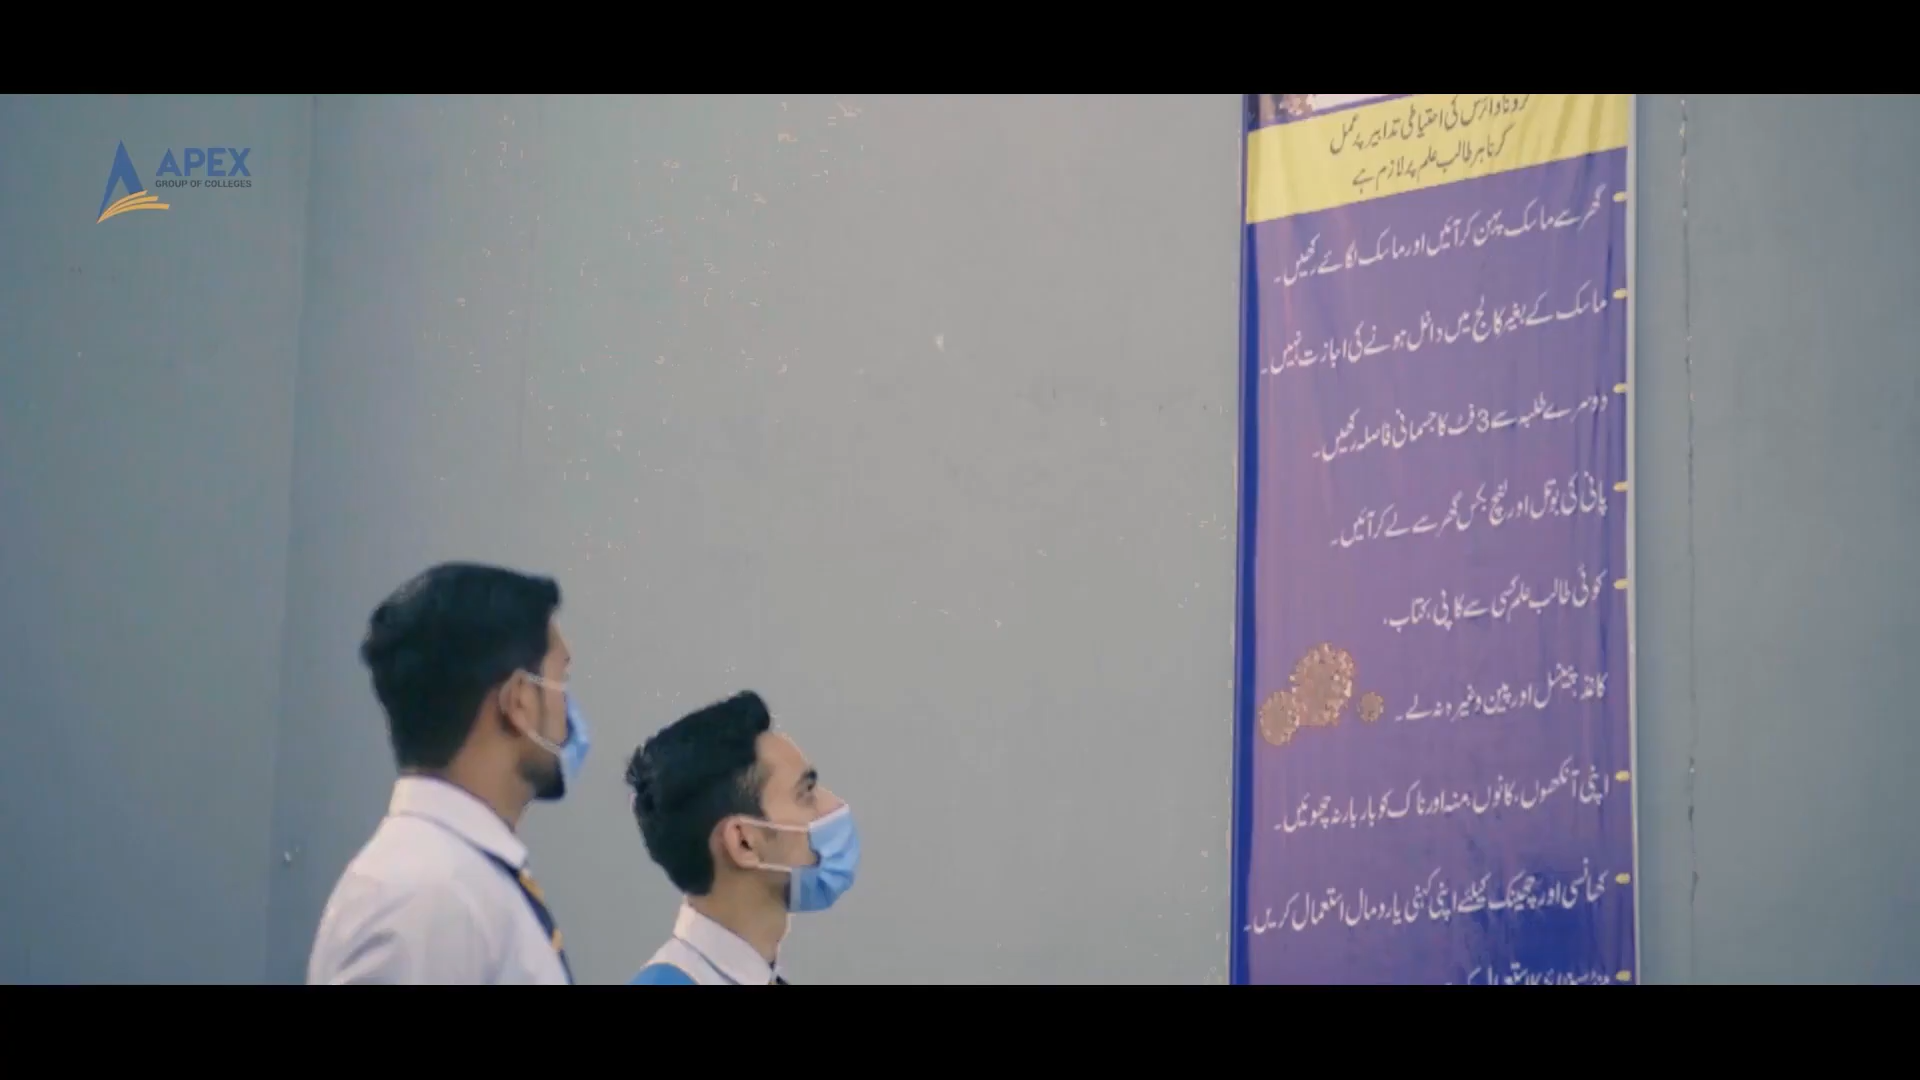 APEX
GROUP OF COLLEGES
کرونا وائرس کی احتیاطی تدابیر پر عمل
کرنا ہر طالب علم پر لازم ہے
گھر سے ماسک پہن کر آئیں اور ماسک لگائے رکھیں۔
ماسک کے بغیر کالج میں داخل ہونے کی اجازت نہیں۔
دوسرے طلبہ سے 3 فٹ کا جسمانی فاصلہ رکھیں۔
پانی کی بوتل اور لنچ بکس گھر سے لے کر آئیں۔
کوئی طالب علم کسی سے کاپی، کتاب،
کاغذ، پینسل اور پین وغیرہ نہ لے۔
اپنی آنکھوں، کانوں، منہ اور ناک کو بار بار نہ چھوئیں۔
کھانسی اور چھینک کیلئے اپنی کہنی یا رومال استعمال کریں۔